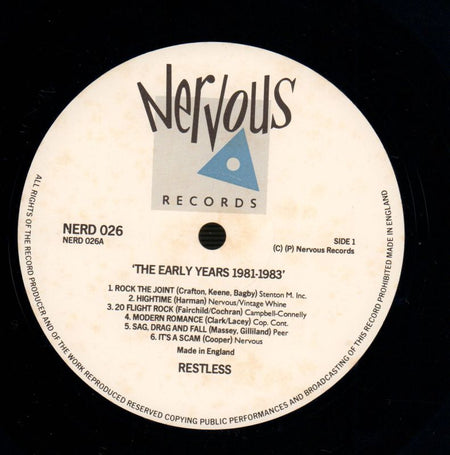 Nervous
RECORDS
NERD 026
NERD 026A
SIDE 1
(C) (P) Nervous Records
'THE EARLY YEARS 1981-1983'
1. ROCK THE JOINT (Crafton, Keene, Bagby) Stenton M. Inc.
2. HIGHTIME (Harman) Nervous/Vintage Whine
3. 20 FLIGHT ROCK (Fairchild/Cochran) Campbell-Connelly
4. MODERN ROMANCE (Clark/Lacey) Cop. Cont.
5. SAG, DRAG AND FALL (Massey, Gilliland) Peer
6. IT'S A SCAM (Cooper) Nervous
Made in England
RESTLESS
ALL RIGHTS OF THE RECORD PRODUCER AND OF THE WORK REPRODUCED RESERVED COPYING PUBLIC PERFORMANCES AND BROADCASTING OF THIS RECORD PROHIBITED MADE IN ENGLAND